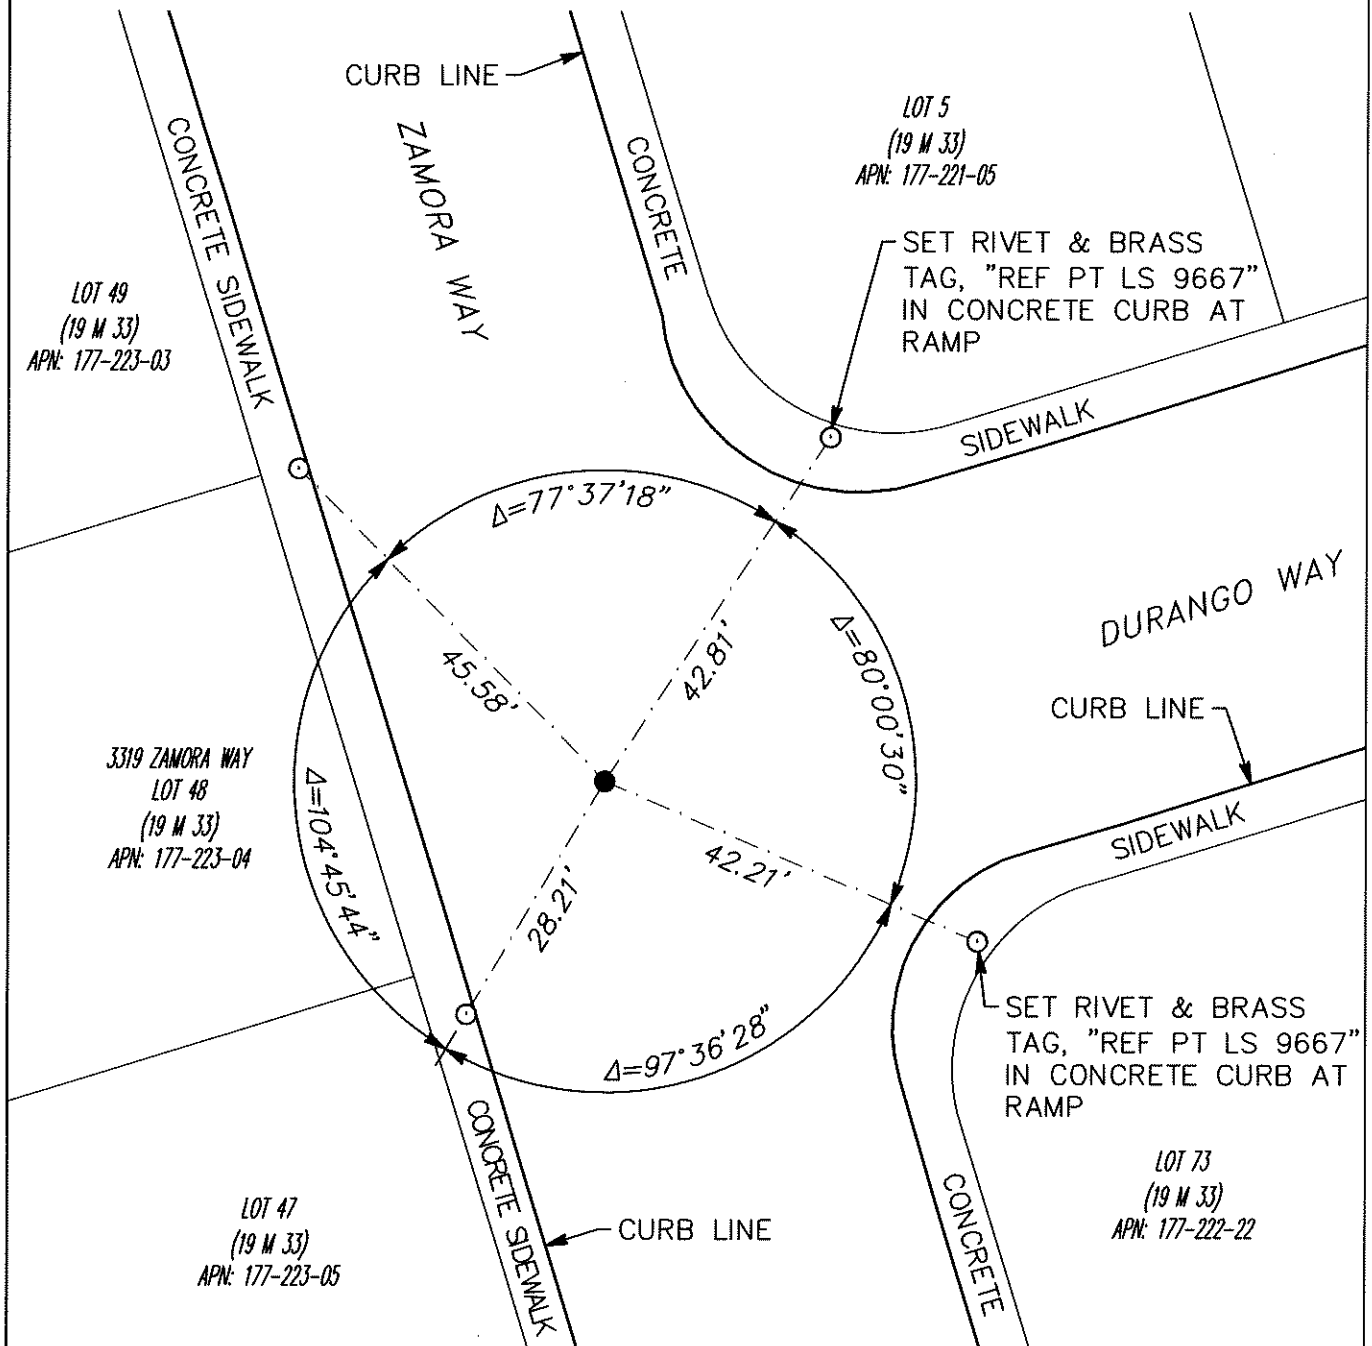 CURB LINE
ZAMORA WAY
CONCRETE SIDEWALK
CONCRETE
LOT 5
(19 M 33)
APN: 177-221-05
SET RIVET & BRASS
TAG, "REF PT LS 9667"
IN CONCRETE CURB AT
RAMP
LOT 49
(19 M 33)
APN: 177-223-03
SIDEWALK
Δ=77°37'18"
DURANGO WAY
45.58'
42.81'
Δ=80°00'30"
CURB LINE
3319 ZAMORA WAY
LOT 48
(19 M 33)
APN: 177-223-04
Δ=104°45'44"
28.21'
42.21'
SIDEWALK
SET RIVET & BRASS
TAG, "REF PT LS 9667"
IN CONCRETE CURB AT
RAMP
Δ=97°36'28"
CONCRETE SIDEWALK
CURB LINE
LOT 47
(19 M 33)
APN: 177-223-05
CONCRETE
LOT 73
(19 M 33)
APN: 177-222-22